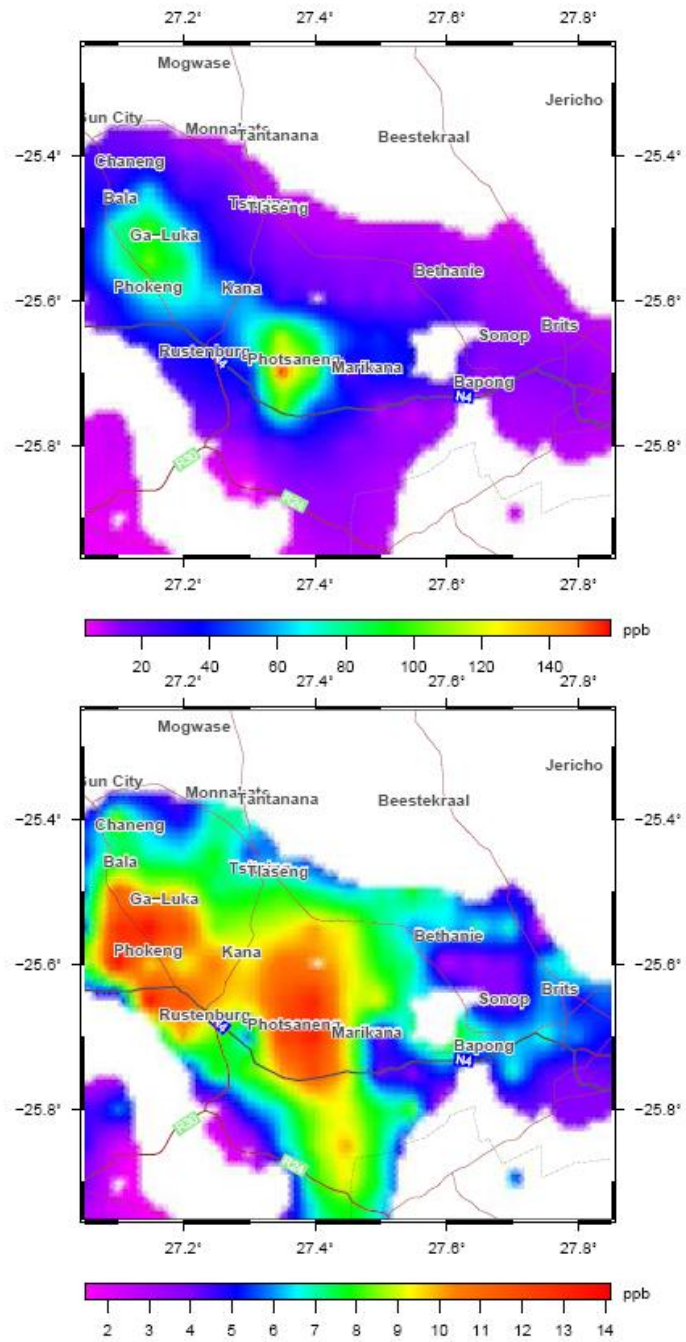 27.2° 27.4° 27.6° 27.8°
Mogwase
Jericho
Sun City
Monnakato
Tantanana
Beestekraal
−25.4° −25.4°
Chaneng
Bala
Tlaseng
Ga–Luka
Bethanie
Phokeng
Kana
−25.6° −25.6°
Sonop
Brits
Rustenburg
Photsaneng
Marikana
Bapong
N4
−25.8° −25.8°
R24
27.2° 27.4° 27.6° 27.8°
ppb
20 40 60 80 100 120 140
27.2° 27.4° 27.6° 27.8°
Mogwase
Jericho
Sun City
Monnakato
Tantanana
Beestekraal
−25.4° −25.4°
Chaneng
Bala
Tlaseng
Ga–Luka
Bethanie
Phokeng
Kana
−25.6° −25.6°
Sonop
Brits
Rustenburg
N4
Photsaneng
Marikana
Bapong
N4
−25.8° −25.8°
R24
27.2° 27.4° 27.6° 27.8°
ppb
2 3 4 5 6 7 8 9 10 11 12 13 14